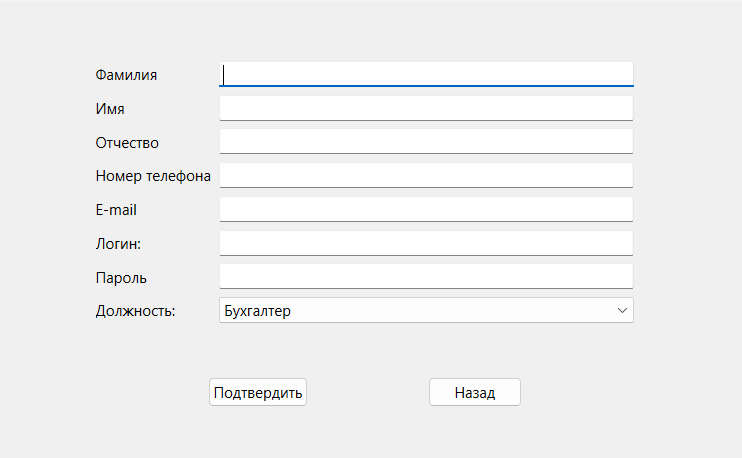 Фамилия
Имя
Отчество
Номер телефона
E-mail
Логин:
Пароль
Должность: Бухгалтер
Подтвердить Назад